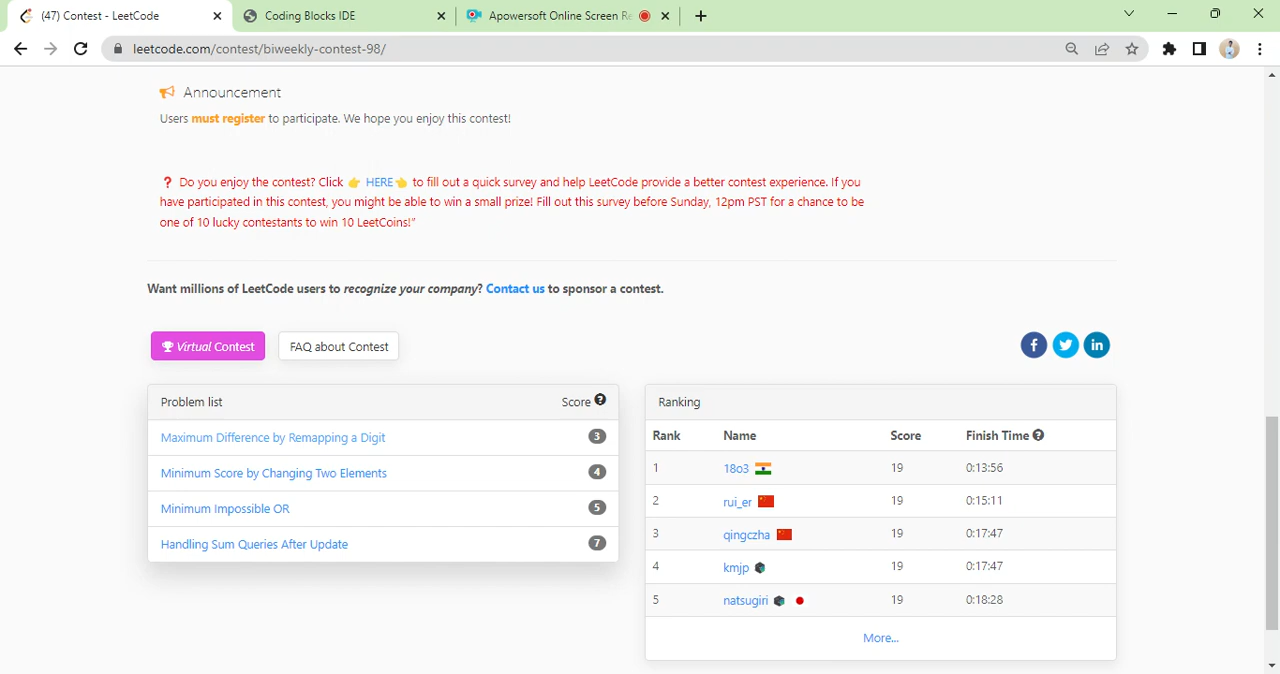 (47) Contest - LeetCode
Coding Blocks IDE
Apowersoft Online Screen Re
leetcode.com/contest/biweekly-contest-98/
Announcement
Users must register to participate. We hope you enjoy this contest!
❓ Do you enjoy the contest? Click 👉 HERE👈 to fill out a quick survey and help LeetCode provide a better contest experience. If you
have participated in this contest, you might be able to win a small prize! Fill out this survey before Sunday, 12pm PST for a chance to be
one of 10 lucky contestants to win 10 LeetCoins!"
Want millions of LeetCode users to recognize your company? Contact us to sponsor a contest.
Virtual Contest
FAQ about Contest
Problem list Score
Maximum Difference by Remapping a Digit 3
Minimum Score by Changing Two Elements 4
Minimum Impossible OR 5
Handling Sum Queries After Update 7
Ranking
Rank Name Score Finish Time
1 18o3 19 0:13:56
2 rui_er 19 0:15:11
3 qingczha 19 0:17:47
4 kmjp 19 0:17:47
5 natsugiri 19 0:18:28
More...